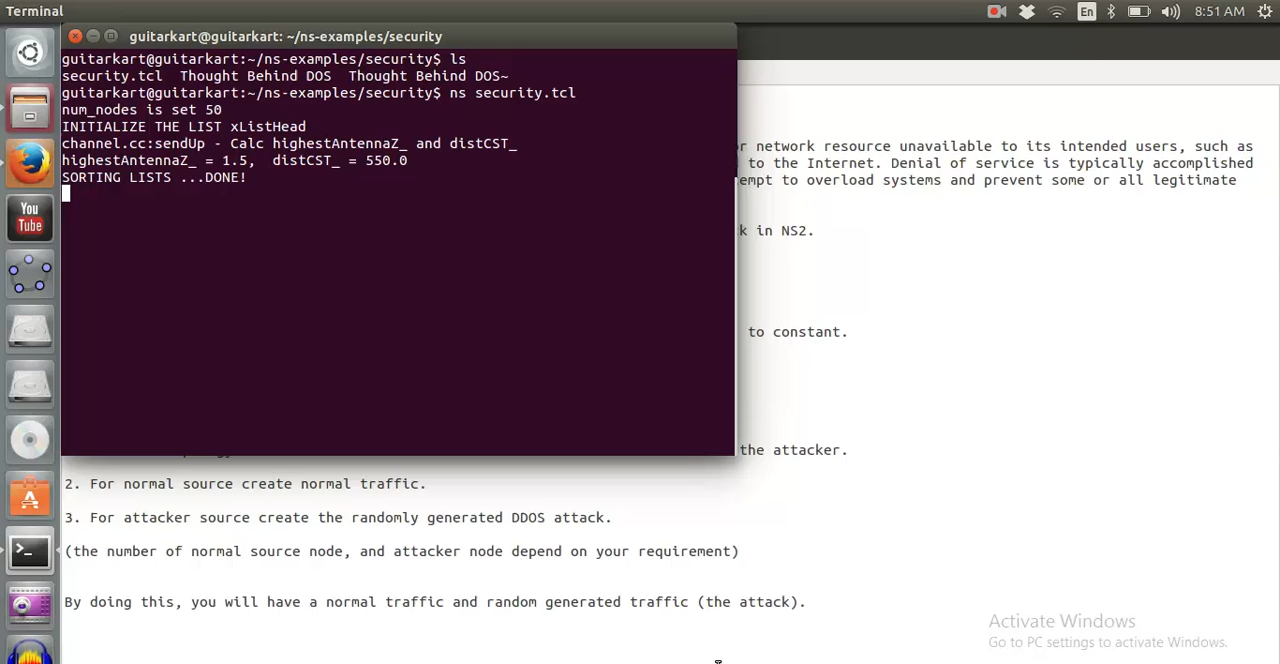 Terminal
En
8:51 AM
guitarkart@guitarkart: ~/ns-examples/security
guitarkart@guitarkart:~/ns-examples/security$ ls
security.tcl  Thought Behind DOS  Thought Behind DOS~
guitarkart@guitarkart:~/ns-examples/security$ ns security.tcl
num_nodes is set 50
INITIALIZE THE LIST xListHead
channel.cc:sendUp - Calc highestAntennaZ_ and distCST_
highestAntennaZ_ = 1.5,  distCST_ = 550.0
SORTING LISTS ...DONE!
or network resource unavailable to its intended users, such as
to the Internet. Denial of service is typically accomplished
empt to overload systems and prevent some or all legitimate
k in NS2.
to constant.
the attacker.
2. For normal source create normal traffic.
3. For attacker source create the randomly generated DDOS attack.
(the number of normal source node, and attacker node depend on your requirement)
By doing this, you will have a normal traffic and random generated traffic (the attack).
You
Tube
Activate Windows
Go to PC settings to activate Windows.